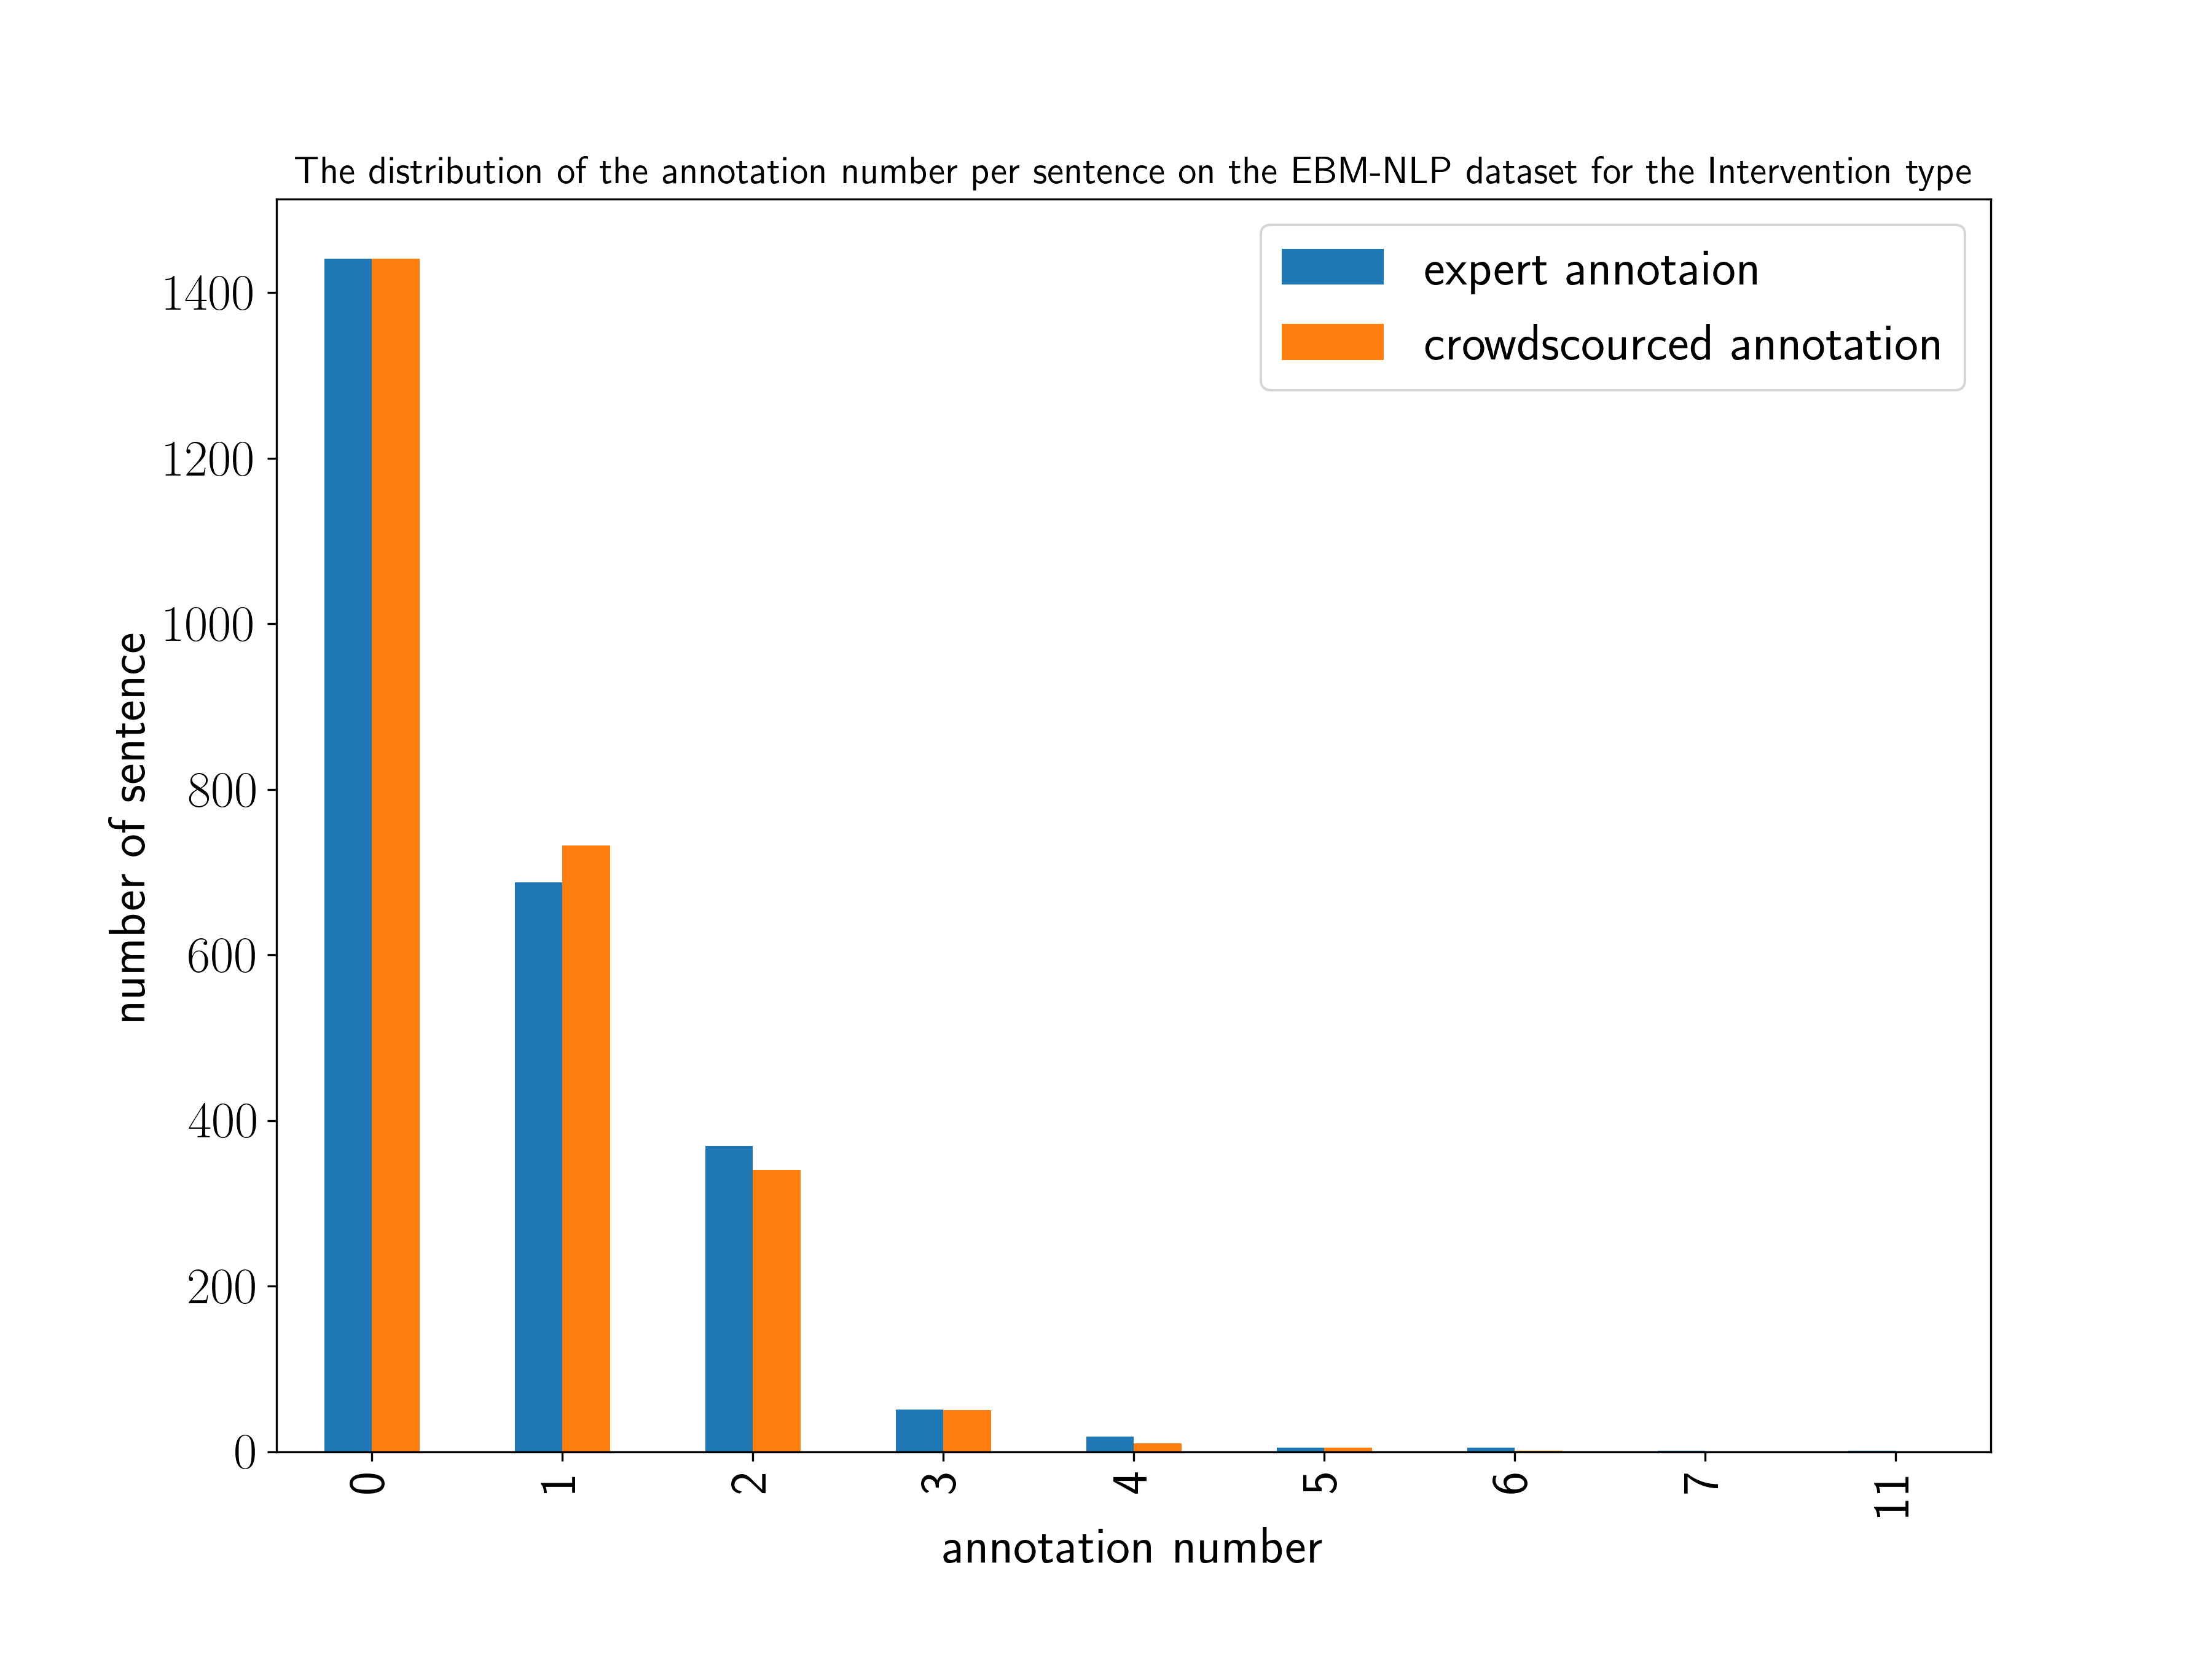 The distribution of the annotation number per sentence on the EBM-NLP dataset for the Intervention type
expert annotaion
crowdscourced annotation
1400
1200
1000
800
600
400
200
0
number of sentence
0 1 2 3 4 5 6 7 11
annotation number